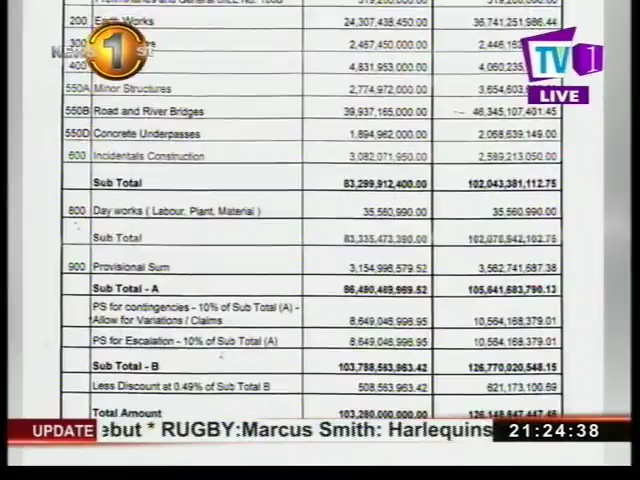 200 Earth Works 24,307,438,450.00 36,741,251,986.44
300 2,467,450,000.00
400 4,831,953,000.00
550A Minor Structures 2,774,972,000.00
550B Road and River Bridges 39,937,165,000.00 46,345,107,401.45
550D Concrete Underpasses 1,894,962,000.00 2,068,639,149.00
600 Incidentals Construction 3,082,071,950.00 2,589,213,050.00
Sub Total 83,299,912,400.00 102,043,381,112.75
800 Day works ( Labour, Plant, Material ) 35,560,990.00 35,560,990.00
Sub Total 83,335,473,390.00 102,078,942,102.75
900 Provisional Sum 3,154,996,579.52 3,562,741,687.38
Sub Total - A 86,490,469,969.52 105,641,683,790.13
PS for contingencies - 10% of Sub Total (A) -
Allow for Variations / Claims 8,649,046,996.95 10,564,168,379.01
PS for Escalation - 10% of Sub Total (A) 8,649,046,996.95 10,564,168,379.01
Sub Total - B 103,788,563,963.42 126,770,020,548.15
Less Discount at 0.49% of Sub Total B 508,563,963.42 621,173,100.69
Total Amount 103,280,000,000.00 126,148,847,447.46
NEWS 1ST
TV 1
LIVE
UPDATE ebut * RUGBY:Marcus Smith: Harlequins 21:24:38